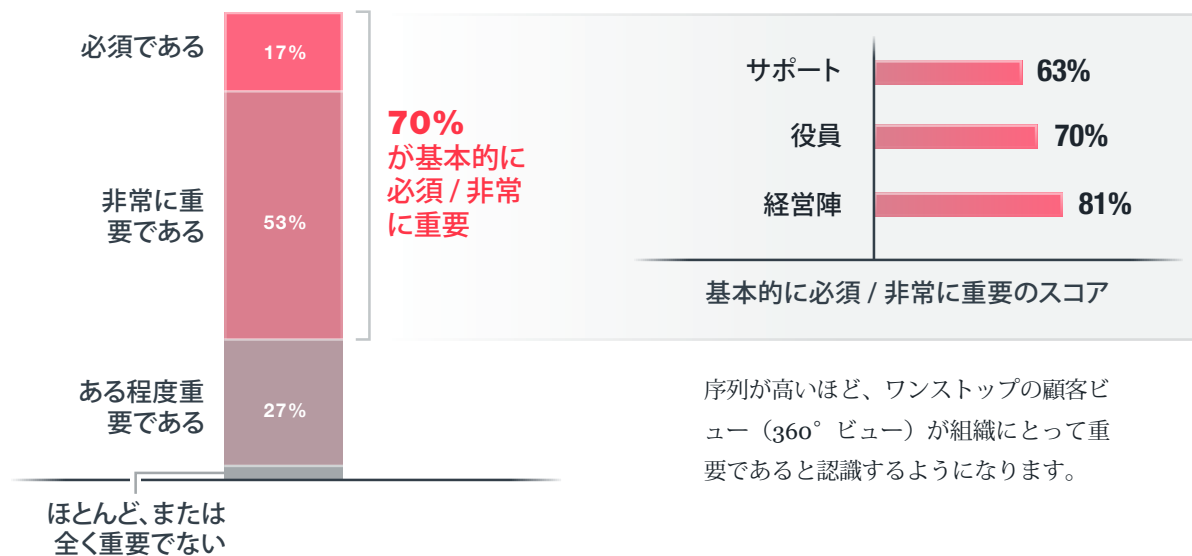 必須である
17%
非常に重
要である
53%
ある程度重
要である
27%
ほとんど、または
全く重要でない
70%
が基本的に
必須 / 非常
に重要
サポート
63%
役員
70%
経営陣
81%
基本的に必須 / 非常に重要のスコア
序列が高いほど、ワンストップの顧客ビ
ュー（360°ビュー）が組織にとって重
要であると認識するようになります。